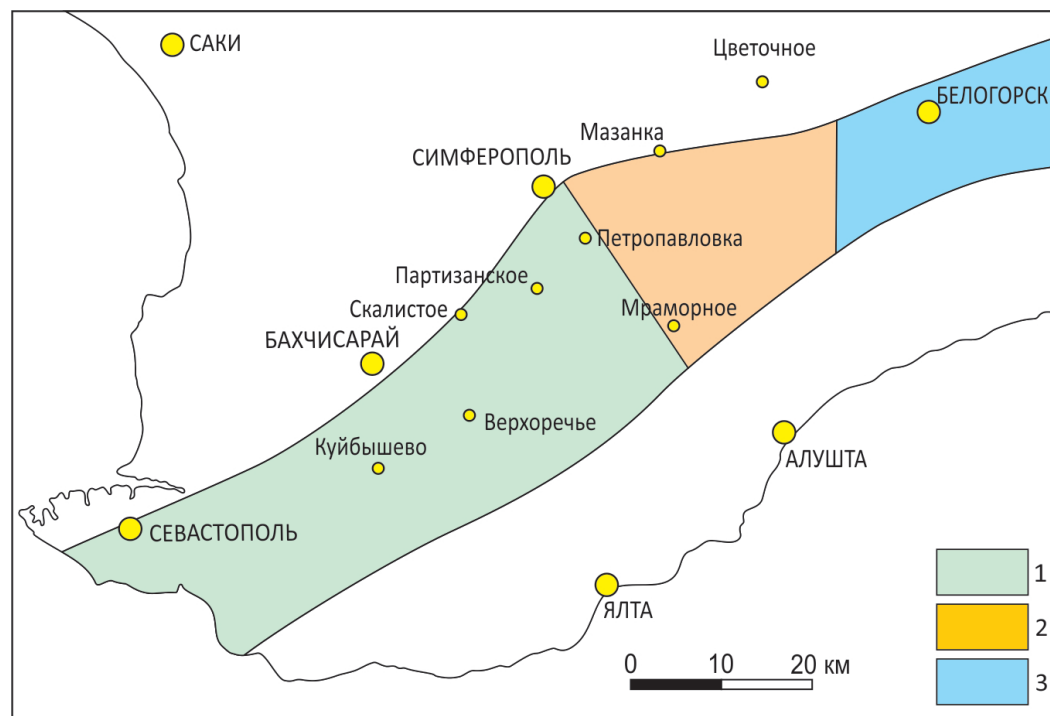 САКИ
Цветочное
БЕЛОГОРСК
Мазанка
СИМФЕРОПОЛЬ
Петропавловка
Партизанское
Скалистое
Мраморное
БАХЧИСАРАЙ
Верхоречье
Куйбышево
АЛУШТА
СЕВАСТОПОЛЬ
1
ЯЛТА
2
0 10 20 км
3